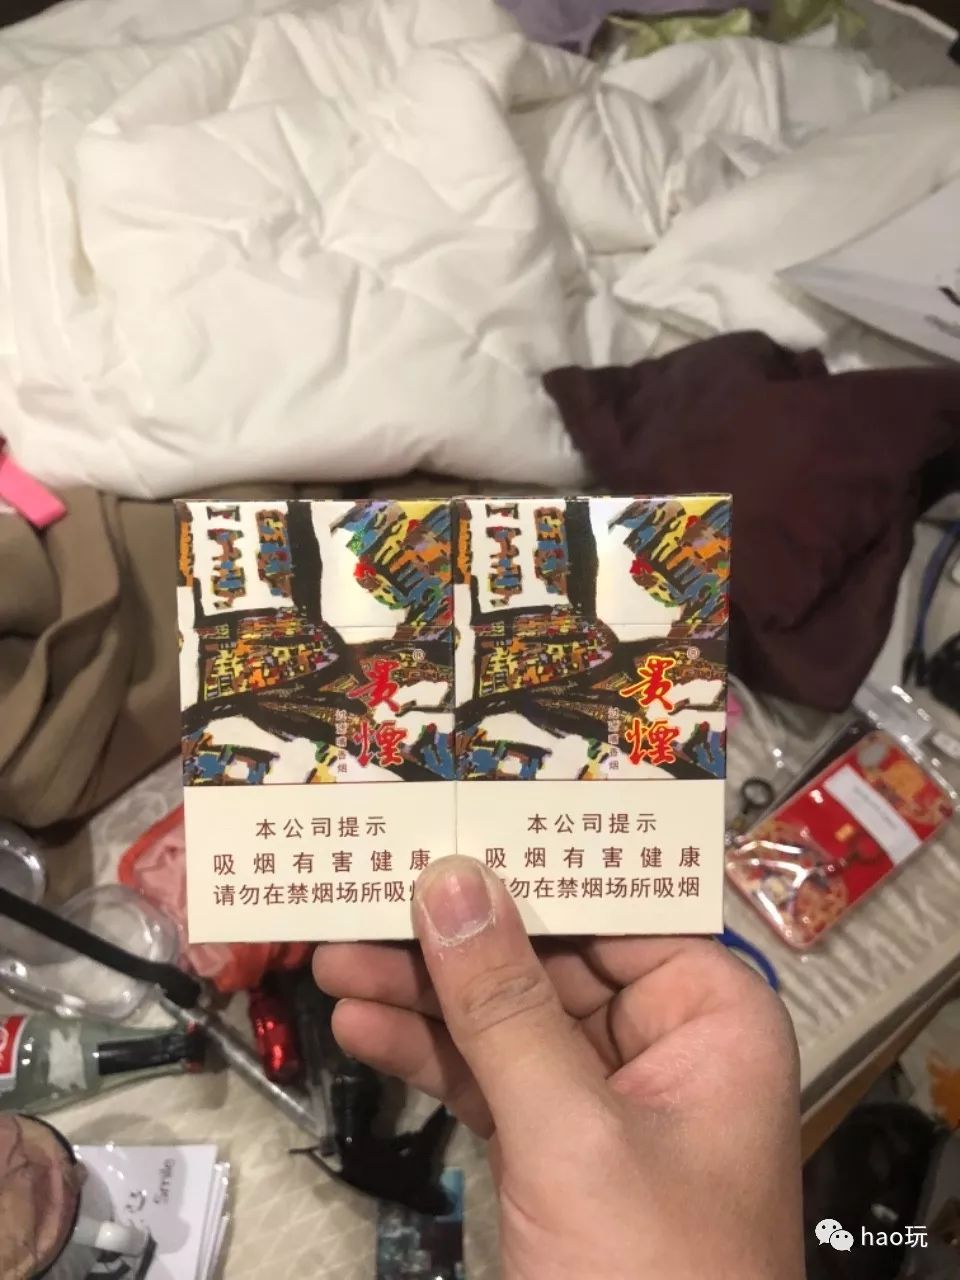 贵
煙
本公司提示
吸烟有害健康
请勿在禁烟场所吸
贵
煙
本公司提示
吸烟有害健康
请勿在禁烟场所吸烟
hao玩